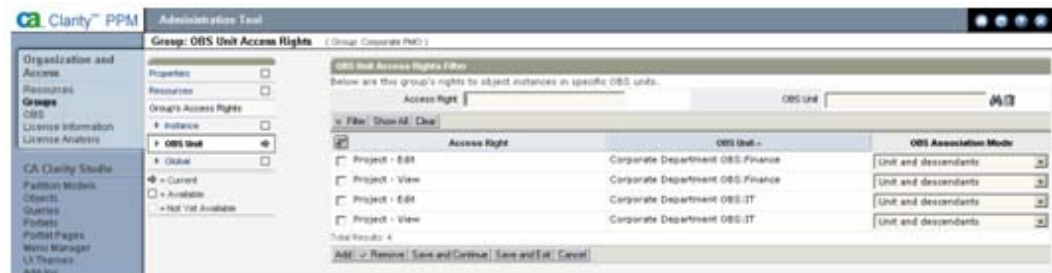 ca Clarity™ PPM
Administration Tool
Group: OBS Unit Access Rights ( Group: Corporate PMO )
Organization and
Access
Resources
Groups
OBS
License Information
License Analysis
CA Clarity Studio
Partition Models
Objects
Queries
Portlets
Portlet Pages
Menu Manager
UI Themes
Add-Ins
Properties
Resources
Group's Access Rights
Instance
OBS Unit
Global
= Current
= Available
= Not Yet Available
OBS Unit Access Rights Filter
Below are this group's rights to object instances in specific OBS units.
Access Right
OBS Unit
Filter Show All Clear
Access Right OBS Unit OBS Association Mode
Project - Edit Corporate Department OBS:Finance Unit and descendants
Project - View Corporate Department OBS:Finance Unit and descendants
Project - Edit Corporate Department OBS:IT Unit and descendants
Project - View Corporate Department OBS:IT Unit and descendants
Total Results: 4
Add Remove Save and Continue Save and Exit Cancel